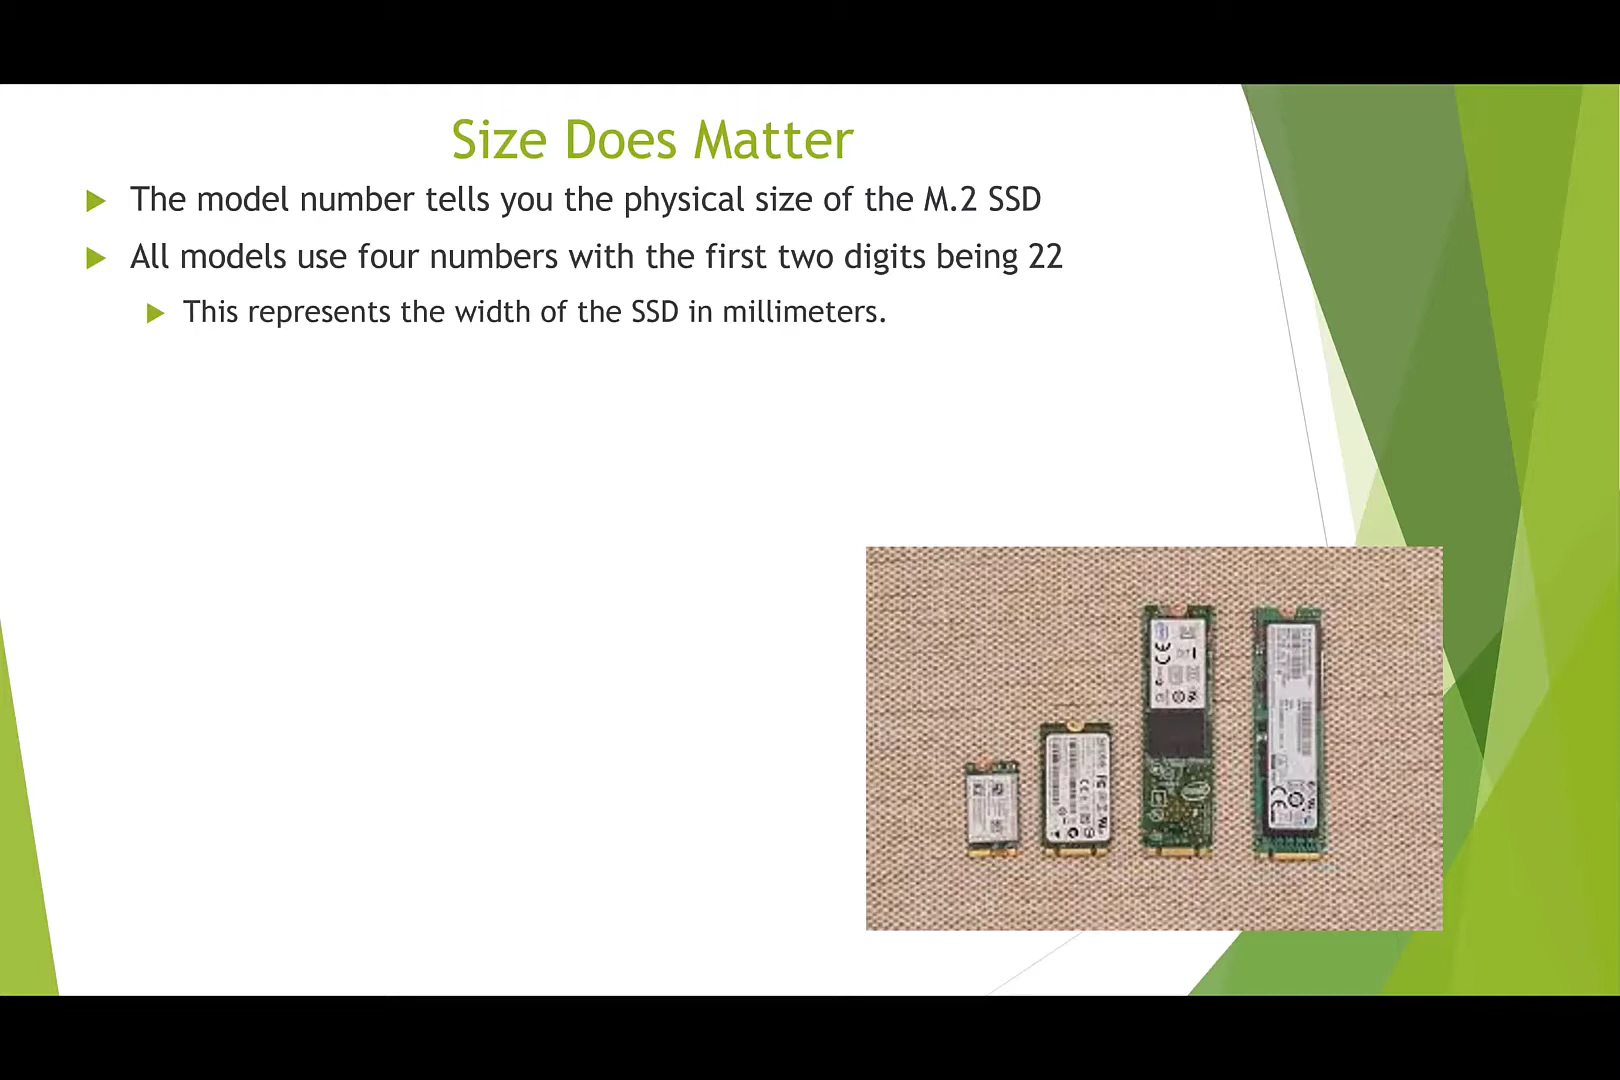 Size Does Matter
The model number tells you the physical size of the M.2 SSD
All models use four numbers with the first two digits being 22
This represents the width of the SSD in millimeters.